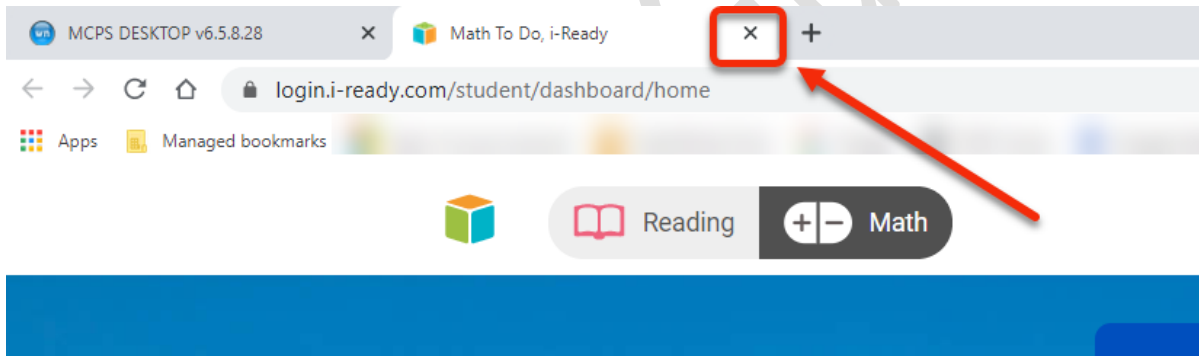 MCPS DESKTOP v6.5.8.28 Math To Do, i-Ready
login.i-ready.com/student/dashboard/home
Apps Managed bookmarks
Reading +- Math